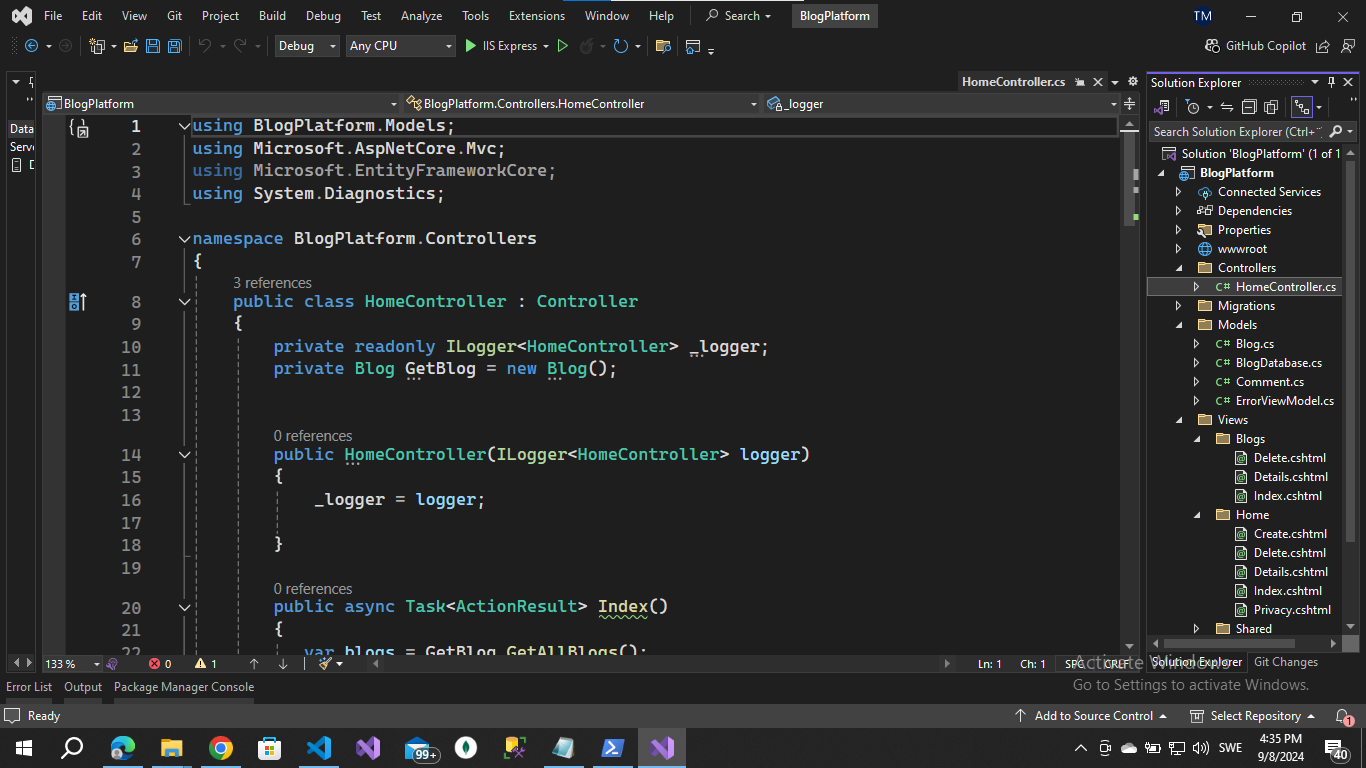 File Edit View Git Project Build Debug Test Analyze Tools Extensions Window Help Search BlogPlatform TM
Debug Any CPU IIS Express GitHub Copilot
HomeController.cs
BlogPlatform BlogPlatform.Controllers.HomeController _logger
Data
Serv
1 using BlogPlatform.Models;
2 using Microsoft.AspNetCore.Mvc;
3 using Microsoft.EntityFrameworkCore;
4 using System.Diagnostics;
5
6 namespace BlogPlatform.Controllers
7 {
3 references
8 public class HomeController : Controller
9 {
10 private readonly ILogger<HomeController> _logger;
11 private Blog GetBlog = new Blog();
12
13
0 references
14 public HomeController(ILogger<HomeController> logger)
15 {
16 _logger = logger;
17
18 }
19
0 references
20 public async Task<ActionResult> Index()
21 {
22 var blogs = GetBlog.GetAllBlogs();
133 % 0 1 Ln: 1 Ch: 1 SPC CRLF
Solution Explorer
Search Solution Explorer (Ctrl+
Solution 'BlogPlatform' (1 of 1
BlogPlatform
Connected Services
Dependencies
Properties
wwwroot
Controllers
C# HomeController.cs
Migrations
Models
C# Blog.cs
C# BlogDatabase.cs
C# Comment.cs
C# ErrorViewModel.cs
Views
Blogs
Delete.cshtml
Details.cshtml
Index.cshtml
Home
Create.cshtml
Delete.cshtml
Details.cshtml
Index.cshtml
Privacy.cshtml
Shared
Solution Explorer Git Changes
Activate Windows
Go to Settings to activate Windows.
Error List Output Package Manager Console
Ready Add to Source Control Select Repository 1
99+ SWE 4:35 PM
9/8/2024
40